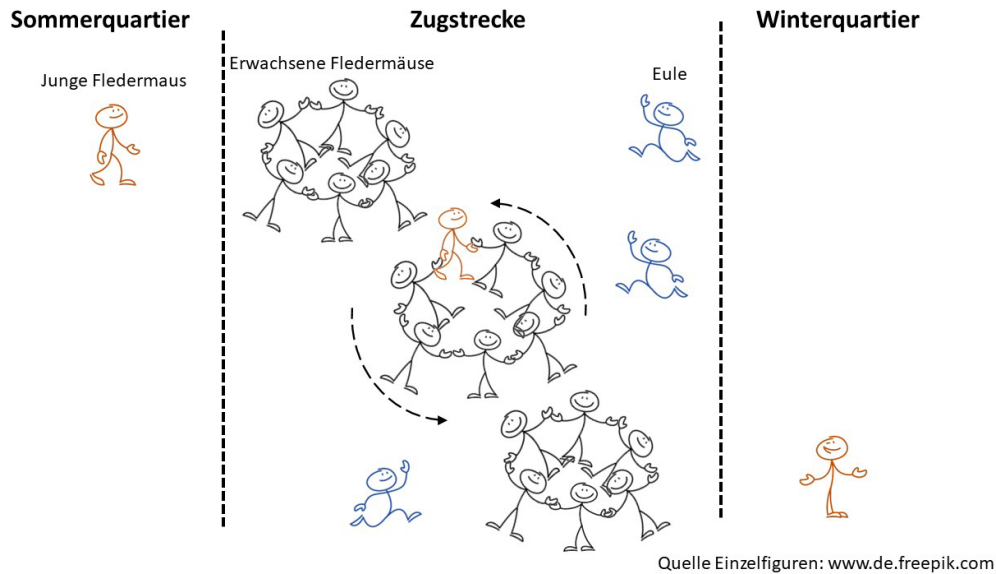 Sommerquartier
Zugstrecke
Winterquartier
Junge Fledermaus
Erwachsene Fledermäuse
Eule
Quelle Einzelfiguren: www.de.freepik.com